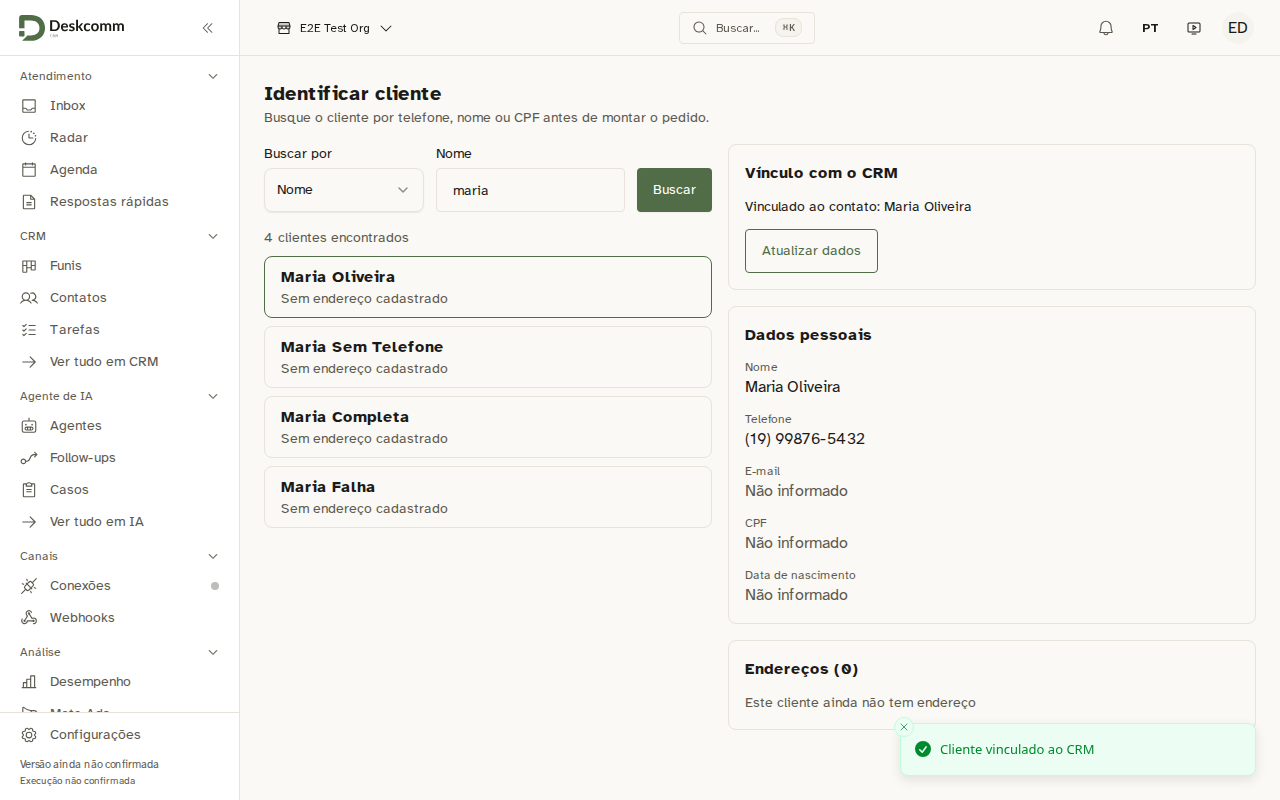 Deskcomm
E2E Test Org
Buscar...
⌘K
PT
ED
Atendimento
Inbox
Radar
Agenda
Respostas rápidas
CRM
Funis
Contatos
Tarefas
Ver tudo em CRM
Agente de IA
Agentes
Follow-ups
Casos
Ver tudo em IA
Canais
Conexões
Webhooks
Análise
Desempenho
Meta Ads
Configurações
Versão ainda não confirmada
Execução não confirmada
Identificar cliente
Busque o cliente por telefone, nome ou CPF antes de montar o pedido.
Buscar por
Nome
Nome
maria
Buscar
4 clientes encontrados
Maria Oliveira
Sem endereço cadastrado
Maria Sem Telefone
Sem endereço cadastrado
Maria Completa
Sem endereço cadastrado
Maria Falha
Sem endereço cadastrado
Vínculo com o CRM
Vinculado ao contato: Maria Oliveira
Atualizar dados
Dados pessoais
Nome
Maria Oliveira
Telefone
(19) 99876-5432
E-mail
Não informado
CPF
Não informado
Data de nascimento
Não informado
Endereços (0)
Este cliente ainda não tem endereço
Cliente vinculado ao CRM